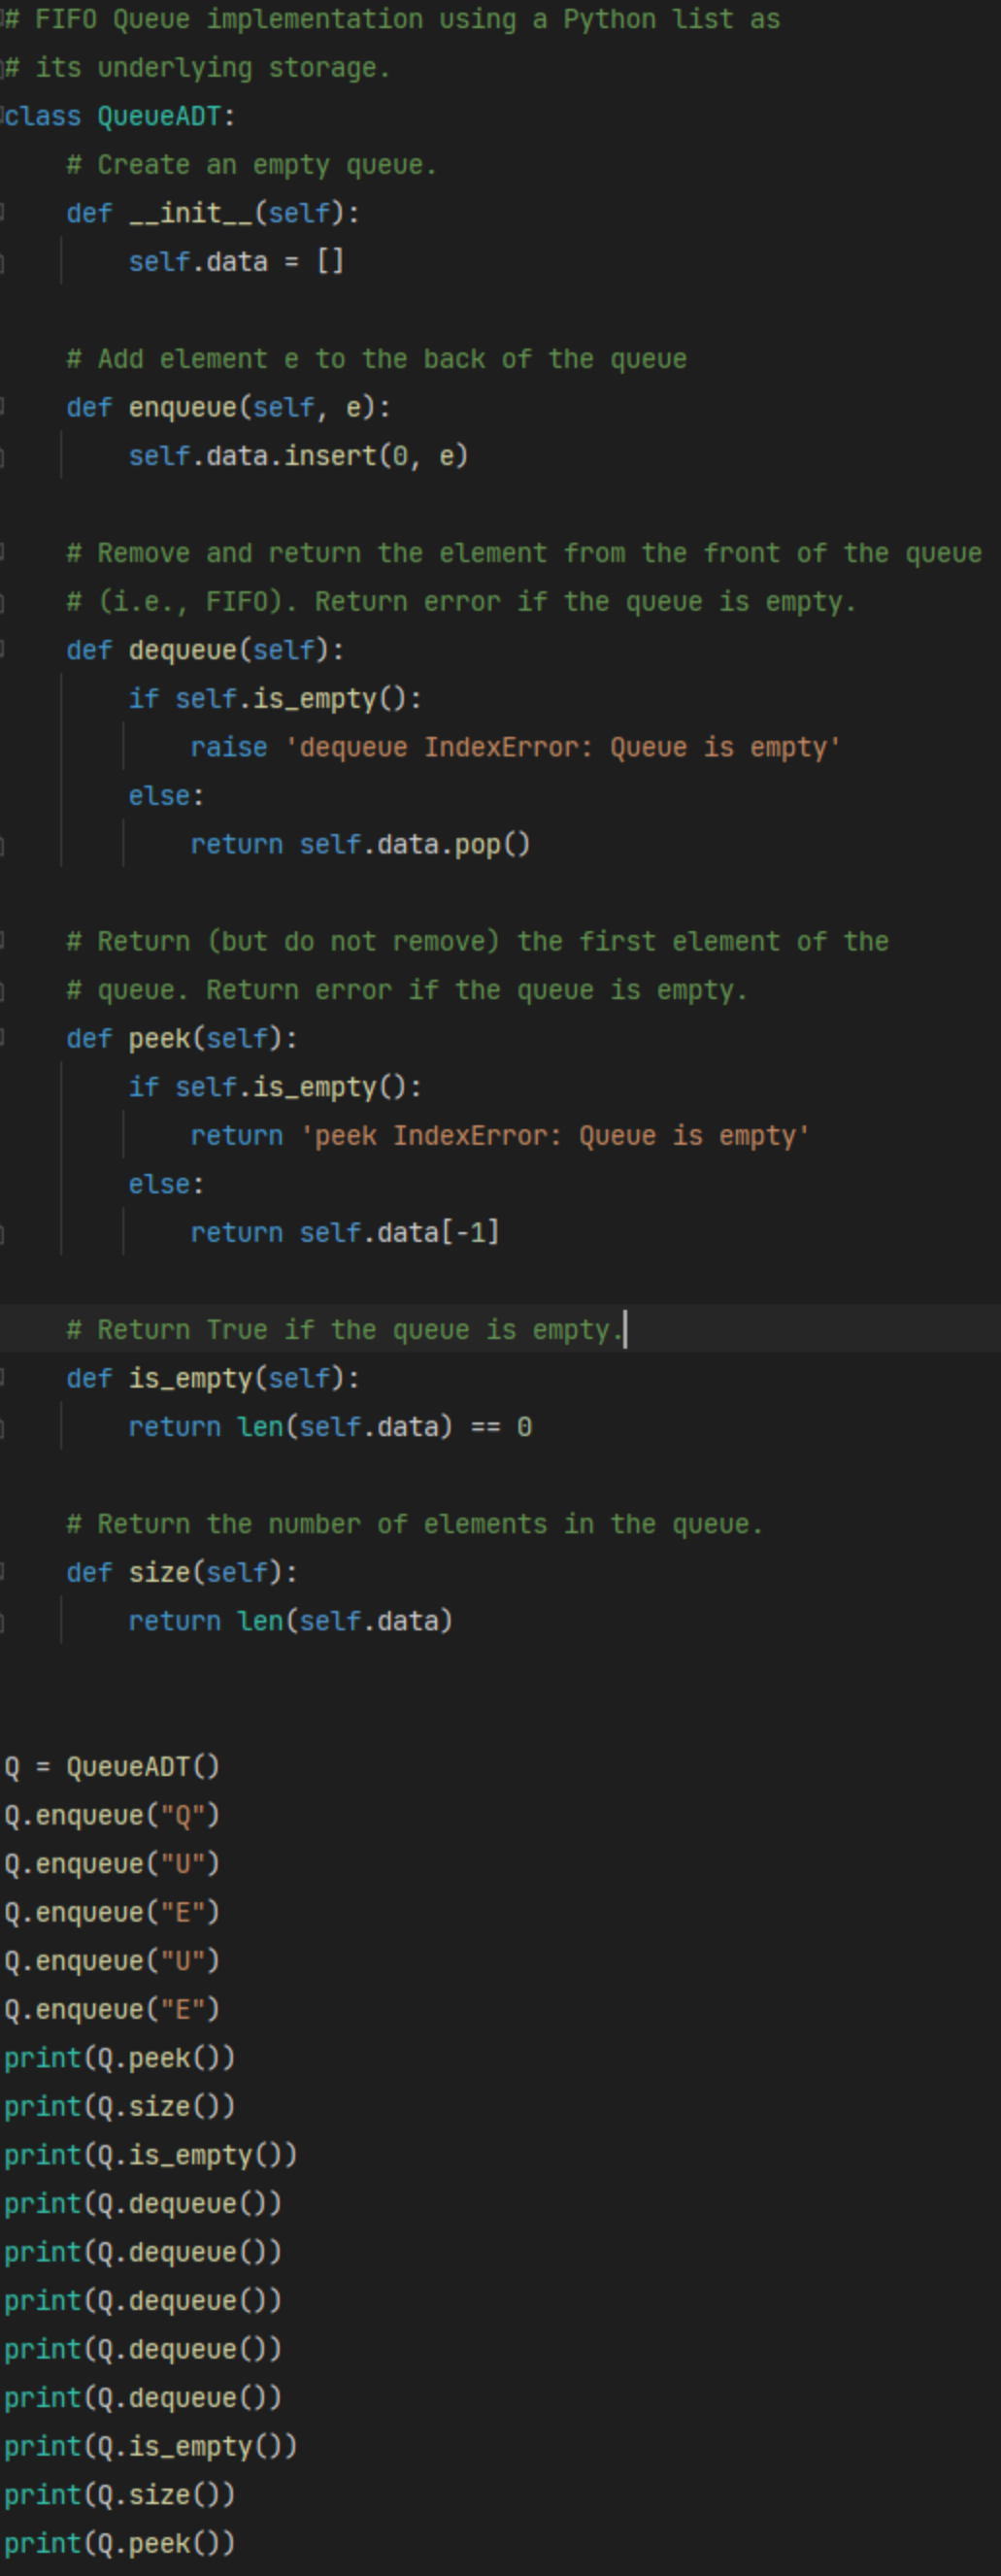 # FIFO Queue implementation using a Python list as
# its underlying storage.
class QueueADT:
    # Create an empty queue.
    def __init__(self):
        self.data = []

    # Add element e to the back of the queue
    def enqueue(self, e):
        self.data.insert(0, e)

    # Remove and return the element from the front of the queue
    # (i.e., FIFO). Return error if the queue is empty.
    def dequeue(self):
        if self.is_empty():
            raise 'dequeue IndexError: Queue is empty'
        else:
            return self.data.pop()

    # Return (but do not remove) the first element of the
    # queue. Return error if the queue is empty.
    def peek(self):
        if self.is_empty():
            return 'peek IndexError: Queue is empty'
        else:
            return self.data[-1]

    # Return True if the queue is empty.
    def is_empty(self):
        return len(self.data) == 0

    # Return the number of elements in the queue.
    def size(self):
        return len(self.data)


Q = QueueADT()
Q.enqueue("Q")
Q.enqueue("U")
Q.enqueue("E")
Q.enqueue("U")
Q.enqueue("E")
print(Q.peek())
print(Q.size())
print(Q.is_empty())
print(Q.dequeue())
print(Q.dequeue())
print(Q.dequeue())
print(Q.dequeue())
print(Q.dequeue())
print(Q.is_empty())
print(Q.size())
print(Q.peek())